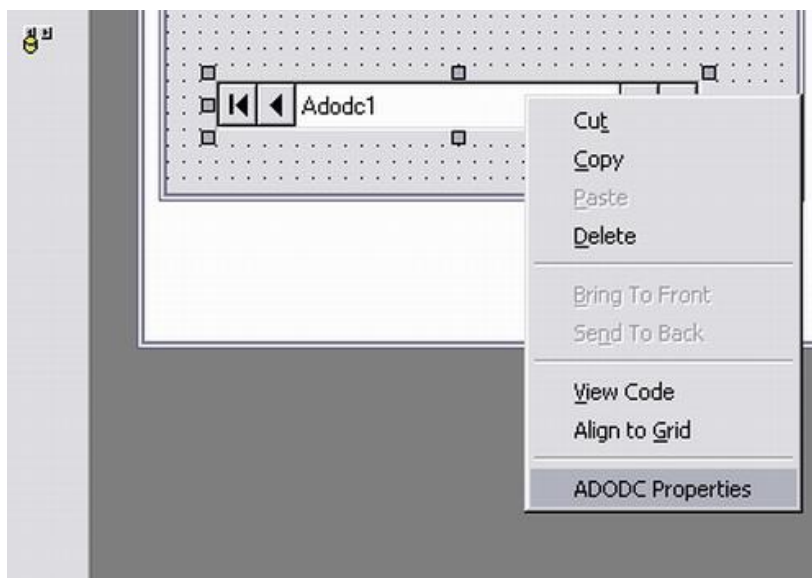 Adodc1
Cut
Copy
Paste
Delete
Bring To Front
Send To Back
View Code
Align to Grid
ADODC Properties